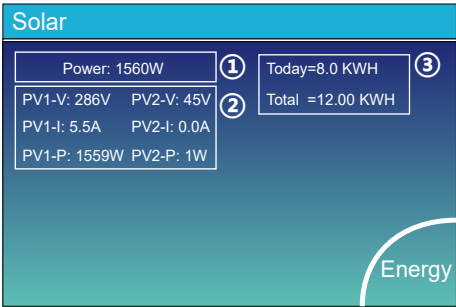 Solar
Power: 1560W ①
PV1-V: 286V PV2-V: 45V ②
PV1-I: 5.5A PV2-I: 0.0A
PV1-P: 1559W PV2-P: 1W
Today=8.0 KWH ③
Total =12.00 KWH
Energy